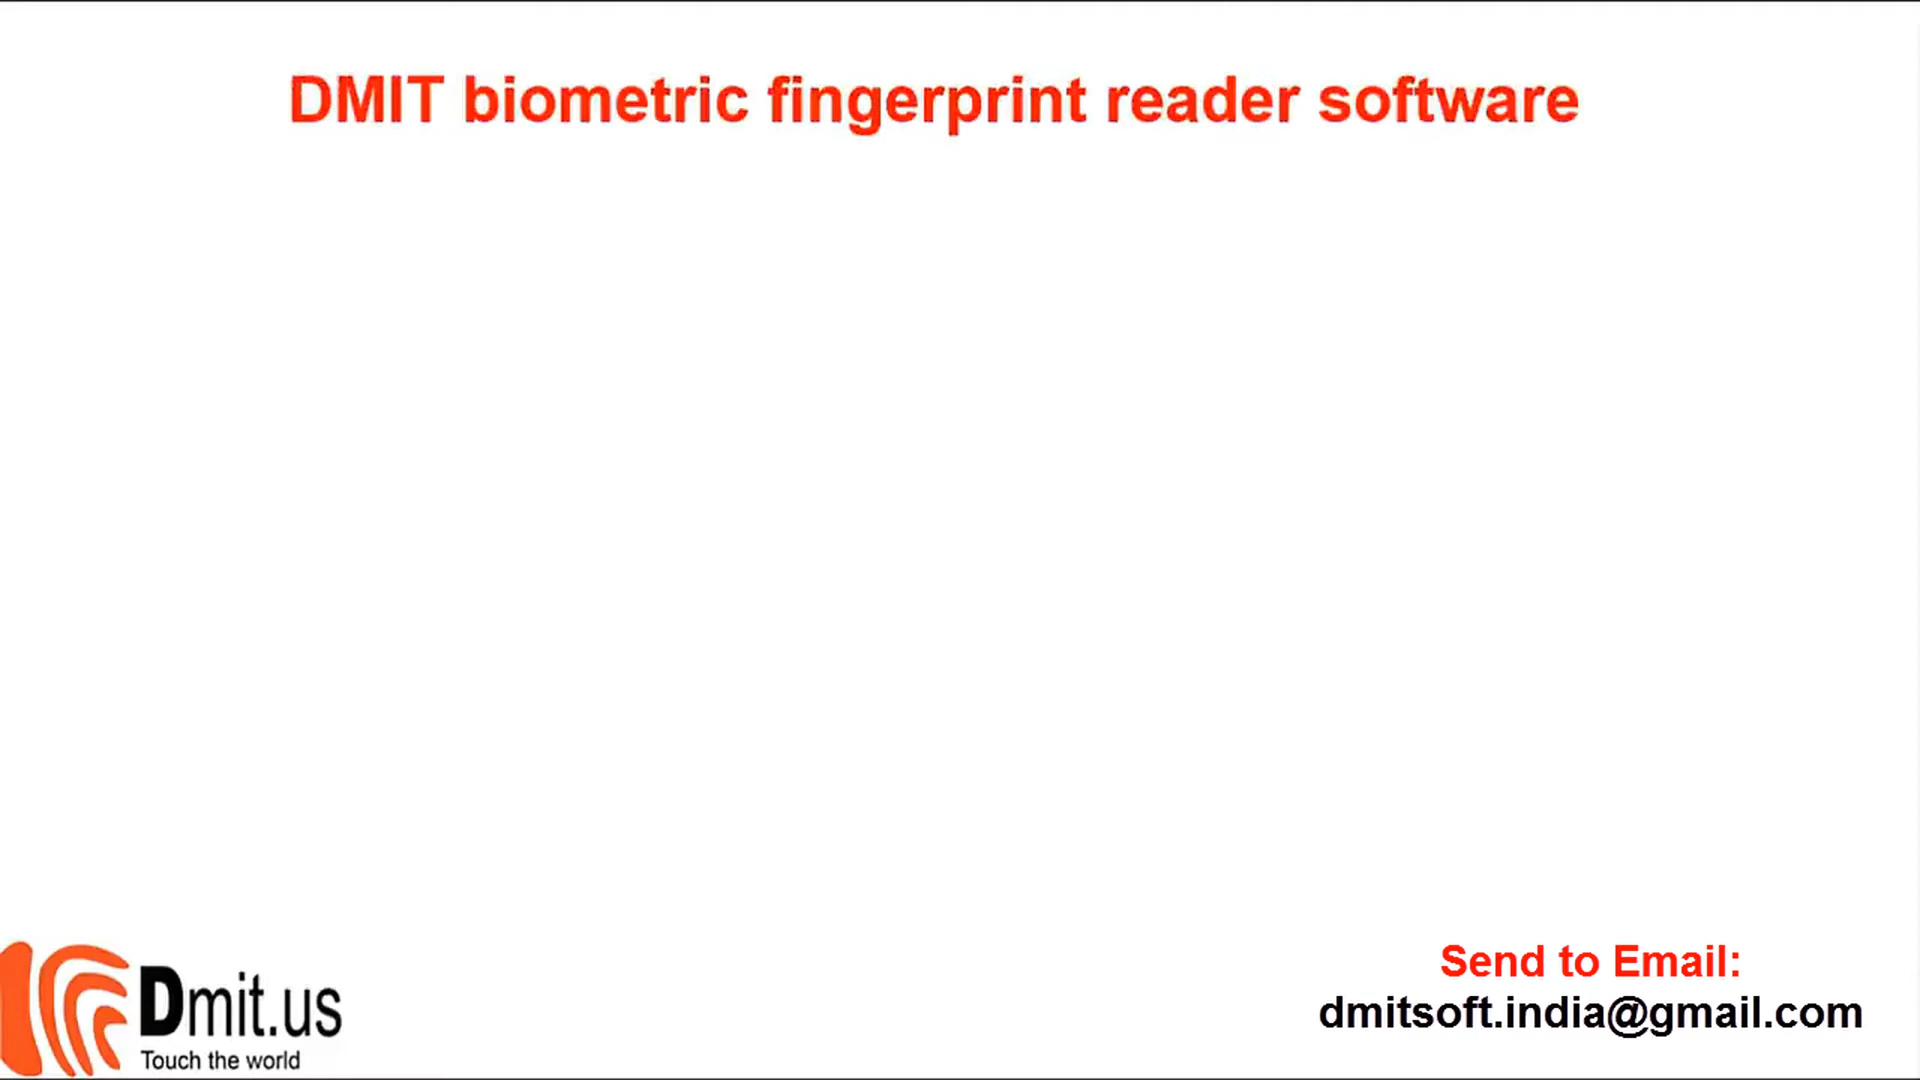 DMIT biometric fingerprint reader software
Dmit.us
Touch the world
Send to Email:
dmitsoft.india@gmail.com